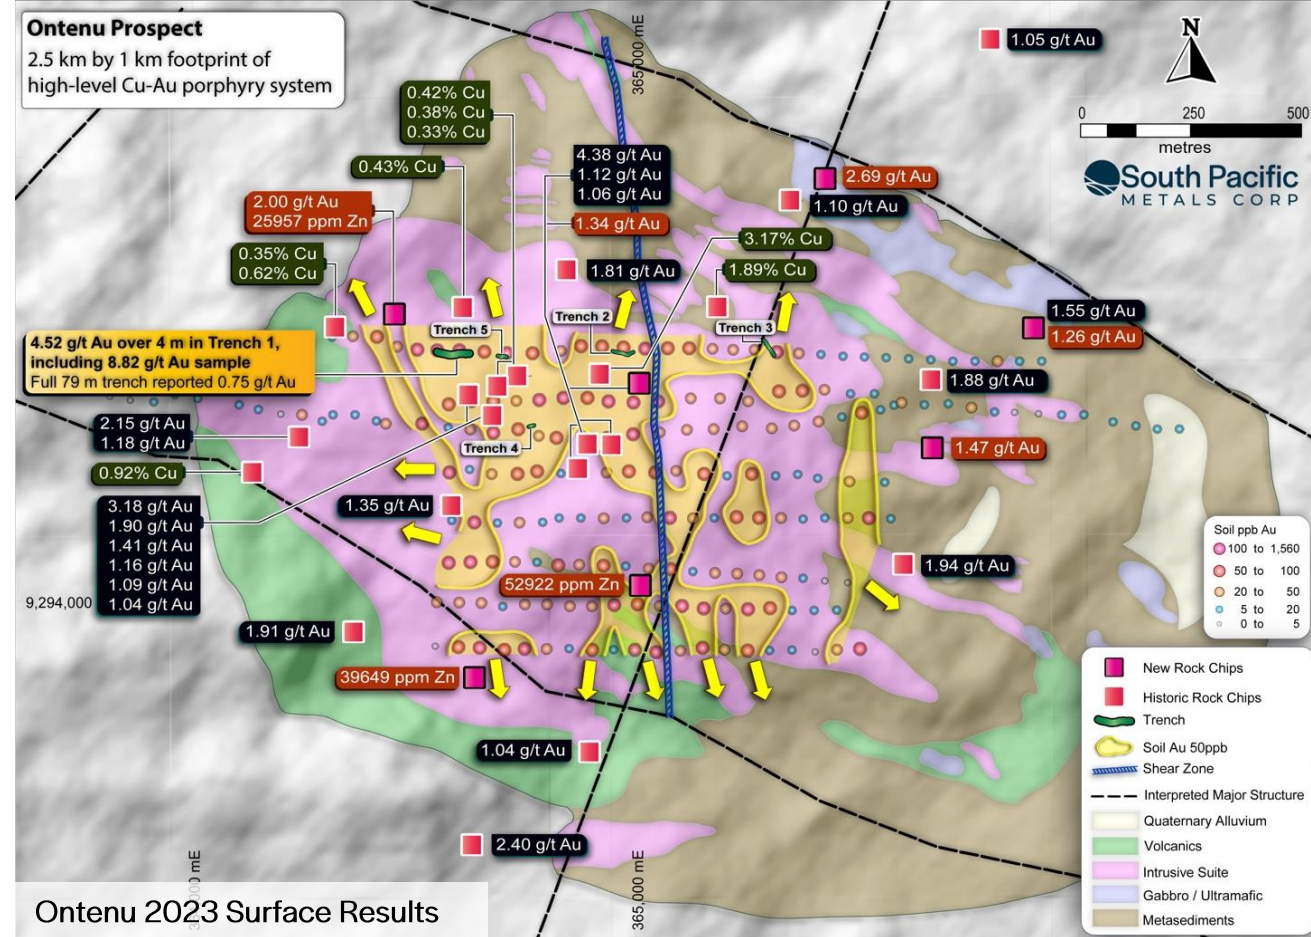 Ontenu Prospect
2.5 km by 1 km footprint of
high-level Cu-Au porphyry system
365,000 mE
1.05 g/t Au
N
0 250 500
metres
South Pacific
METALS CORP
0.42% Cu
0.38% Cu
0.33% Cu
0.43% Cu
4.38 g/t Au
1.12 g/t Au
1.06 g/t Au
1.34 g/t Au
2.69 g/t Au
1.10 g/t Au
2.00 g/t Au
25957 ppm Zn
0.35% Cu
0.62% Cu
3.17% Cu
1.89% Cu
1.81 g/t Au
1.55 g/t Au
1.26 g/t Au
Trench 5
Trench 2
Trench 3
4.52 g/t Au over 4 m in Trench 1,
including 8.82 g/t Au sample
Full 79 m trench reported 0.75 g/t Au
1.88 g/t Au
2.15 g/t Au
1.18 g/t Au
Trench 4
1.47 g/t Au
0.92% Cu
1.35 g/t Au
3.18 g/t Au
1.90 g/t Au
1.41 g/t Au
1.16 g/t Au
1.09 g/t Au
1.04 g/t Au
9,294,000
52922 ppm Zn
1.94 g/t Au
Soil ppb Au
100 to 1,560
50 to 100
20 to 50
5 to 20
0 to 5
1.91 g/t Au
39649 ppm Zn
1.04 g/t Au
2.40 g/t Au
New Rock Chips
Historic Rock Chips
Trench
Soil Au 50ppb
Shear Zone
Interpreted Major Structure
Quaternary Alluvium
Volcanics
Intrusive Suite
Gabbro / Ultramafic
Metasediments
000 mE
365,000 mE
Ontenu 2023 Surface Results